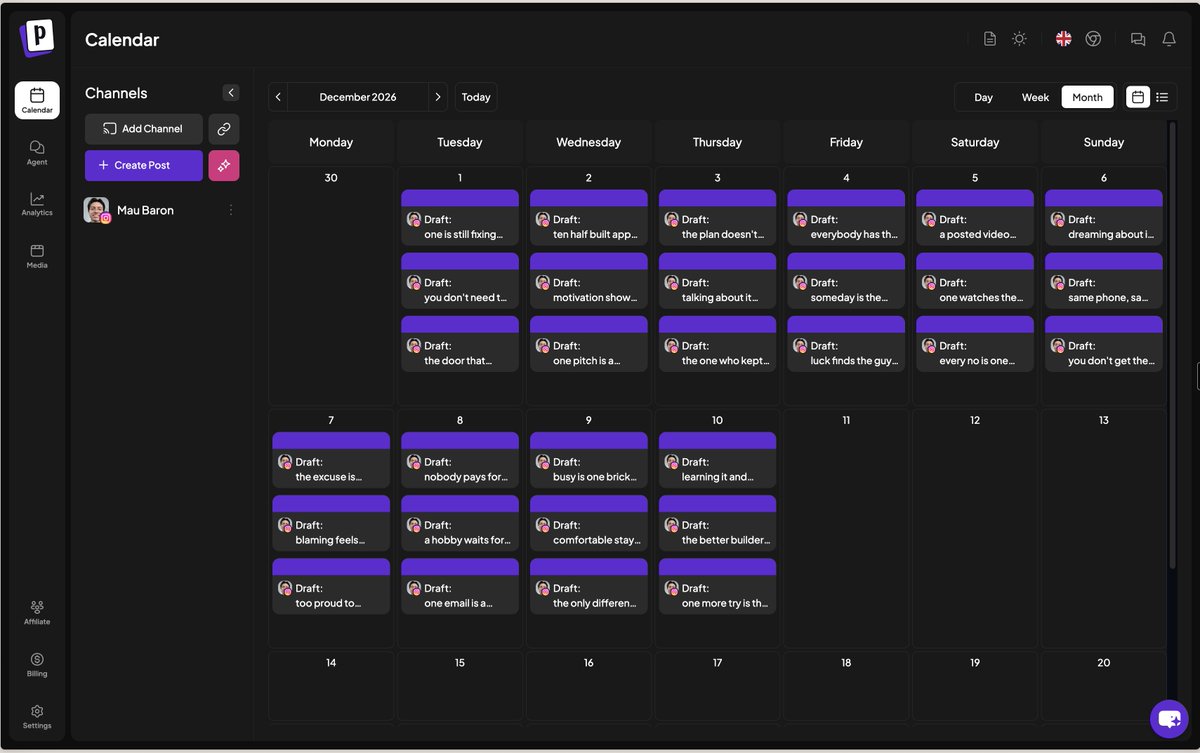 p
Calendar
Calendar
Agent
Analytics
Media
Affiliate
Billing
Settings
Channels
Add Channel
+ Create Post
Mau Baron
December 2026
Today
Day
Week
Month
Monday
Tuesday
Wednesday
Thursday
Friday
Saturday
Sunday
30
1
2
3
4
5
6
Draft:
one is still fixing...
Draft:
ten half built app...
Draft:
the plan doesn't...
Draft:
everybody has th...
Draft:
a posted video...
Draft:
dreaming about i...
Draft:
you don't need t...
Draft:
motivation show...
Draft:
talking about it...
Draft:
someday is the...
Draft:
one watches the...
Draft:
same phone, sa...
Draft:
the door that...
Draft:
one pitch is a...
Draft:
the one who kept...
Draft:
luck finds the guy...
Draft:
every no is one...
Draft:
you don't get the...
7
8
9
10
11
12
13
Draft:
the excuse is...
Draft:
nobody pays for...
Draft:
busy is one brick...
Draft:
learning it and...
Draft:
blaming feels...
Draft:
a hobby waits for...
Draft:
comfortable stay...
Draft:
the better builder...
Draft:
too proud to...
Draft:
one email is a...
Draft:
the only differen...
Draft:
one more try is th...
14
15
16
17
18
19
20